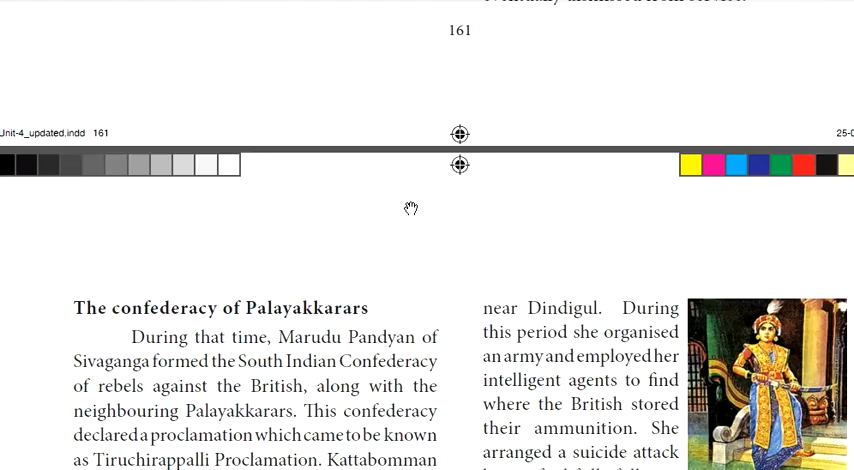 161
Unit-4_updated.indd 161
25-0
The confederacy of Palayakkarars
During that time, Marudu Pandyan of
Sivaganga formed the South Indian Confederacy
of rebels against the British, along with the
neighbouring Palayakkarars. This confederacy
declared a proclamation which came to be known
as Tiruchirappalli Proclamation. Kattabomman
near Dindigul. During
this period she organised
an army and employed her
intelligent agents to find
where the British stored
their ammunition. She
arranged a suicide attack